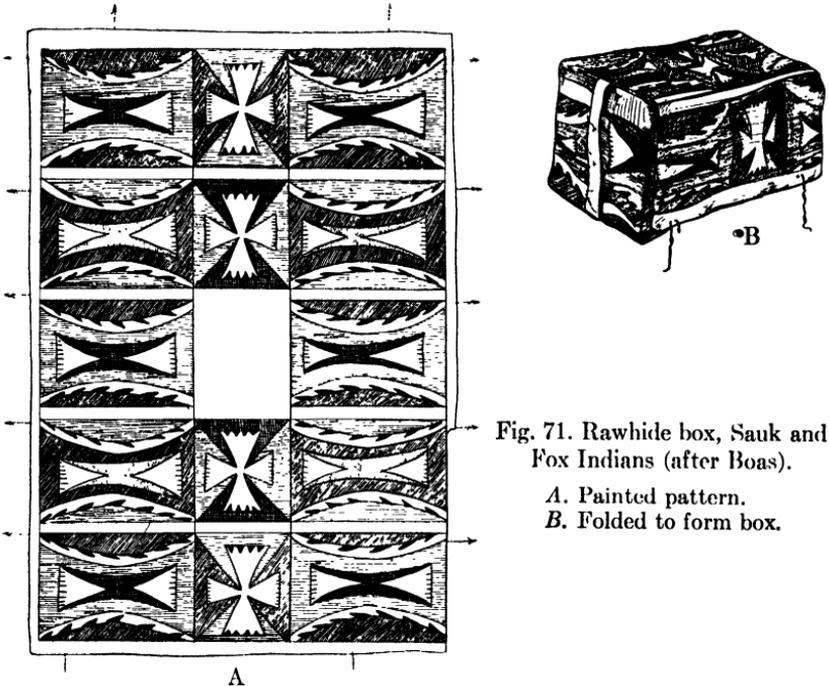 B
Fig. 71. Rawhide box, Sauk and
Fox Indians (after Boas).
A. Painted pattern.
B. Folded to form box.
A